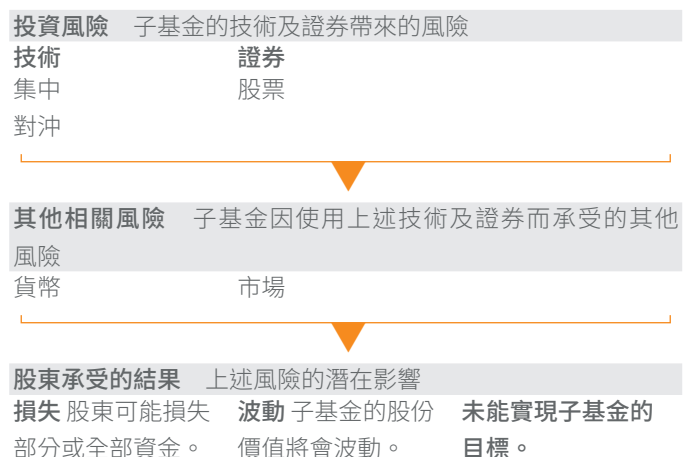 投資風險 子基金的技術及證券帶來的風險
技術 證券
集中 股票
對沖
其他相關風險 子基金因使用上述技術及證券而承受的其他
風險
貨幣 市場
股東承受的結果 上述風險的潛在影響
損失 股東可能損失 波動 子基金的股份 未能實現子基金的
部分或全部資金。 價值將會波動。 目標。